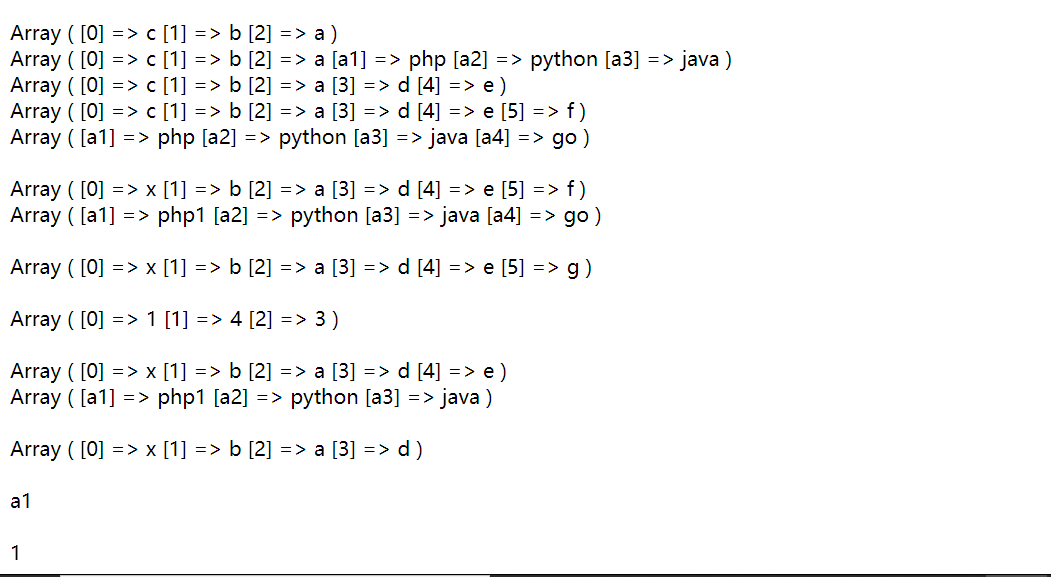 Array ( [0] => c [1] => b [2] => a )
Array ( [0] => c [1] => b [2] => a [a1] => php [a2] => python [a3] => java )
Array ( [0] => c [1] => b [2] => a [3] => d [4] => e )
Array ( [0] => c [1] => b [2] => a [3] => d [4] => e [5] => f )
Array ( [a1] => php [a2] => python [a3] => java [a4] => go )
Array ( [0] => x [1] => b [2] => a [3] => d [4] => e [5] => f )
Array ( [a1] => php1 [a2] => python [a3] => java [a4] => go )
Array ( [0] => x [1] => b [2] => a [3] => d [4] => e [5] => g )
Array ( [0] => 1 [1] => 4 [2] => 3 )
Array ( [0] => x [1] => b [2] => a [3] => d [4] => e )
Array ( [a1] => php1 [a2] => python [a3] => java )
Array ( [0] => x [1] => b [2] => a [3] => d )
a1
1